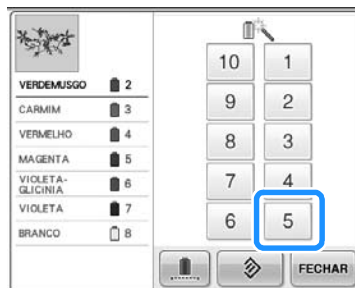 VERDEMUSGO 2
CARMIM 3
VERMELHO 4
MAGENTA 5
VIOLETA-
GLICINIA 6
VIOLETA 7
BRANCO 8
10 1
9 2
8 3
7 4
6 5
FECHAR